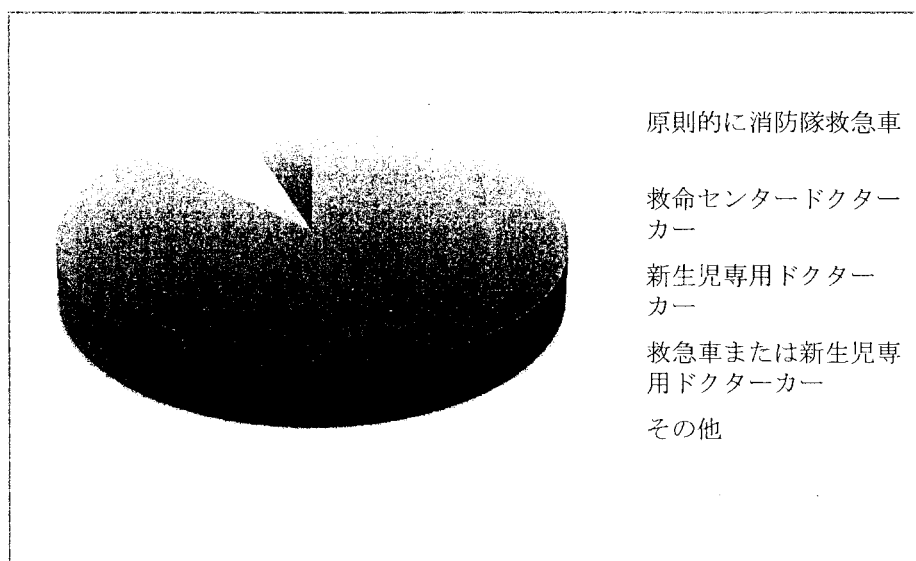 原則的に消防隊救急車
救命センタードクター
カー
新生児専用ドクター
カー
救急車または新生児専
用ドクターカー
その他